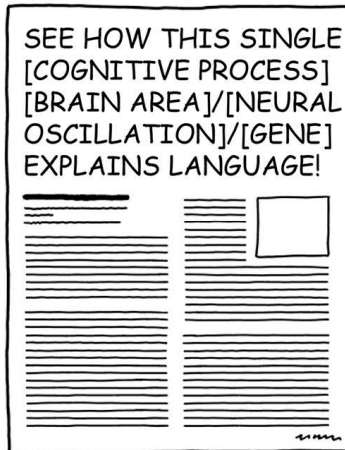 SEE HOW THIS SINGLE
[COGNITIVE PROCESS]
[BRAIN AREA]/[NEURAL
OSCILLATION]/[GENE]
EXPLAINS LANGUAGE!